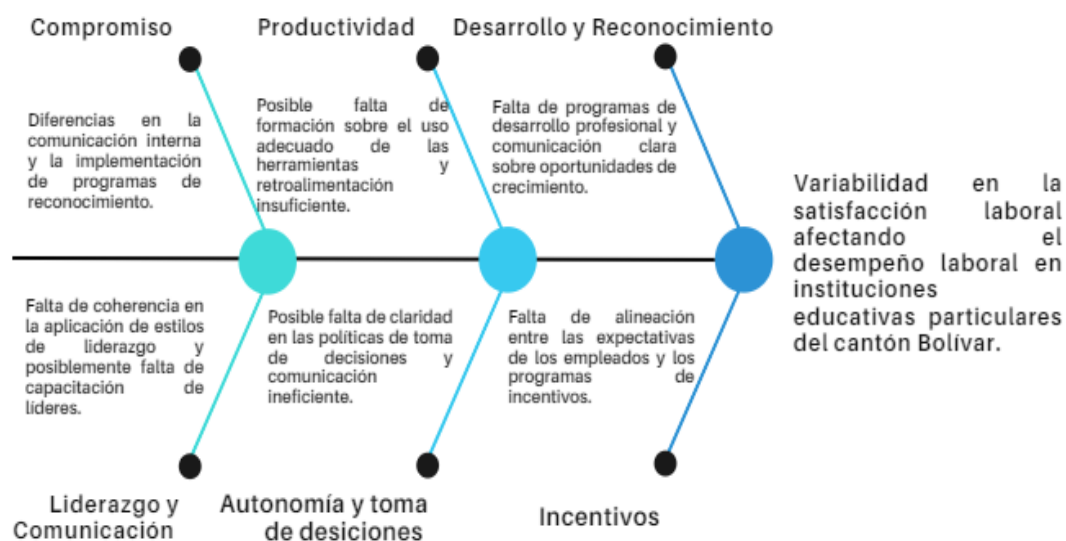 Compromiso
Productividad
Desarrollo y Reconocimiento
Diferencias en la
comunicación interna
y la implementación
de programas de
reconocimiento.
Posible falta de
formación sobre el uso
adecuado de las
herramientas y
retroalimentación
insuficiente.
Falta de programas de
desarrollo profesional y
comunicación clara
sobre oportunidades de
crecimiento.
Variabilidad en la
satisfacción laboral
afectando el
desempeño laboral en
instituciones
educativas particulares
del cantón Bolívar.
Falta de coherencia en
la aplicación de estilos
de liderazgo y
posiblemente falta de
capacitación de
líderes.
Posible falta de claridad
en las políticas de toma
de decisiones y
comunicación
ineficiente.
Falta de alineación
entre las expectativas
de los empleados y los
programas de
incentivos.
Liderazgo y
Comunicación
Autonomía y toma
de desiciones
Incentivos